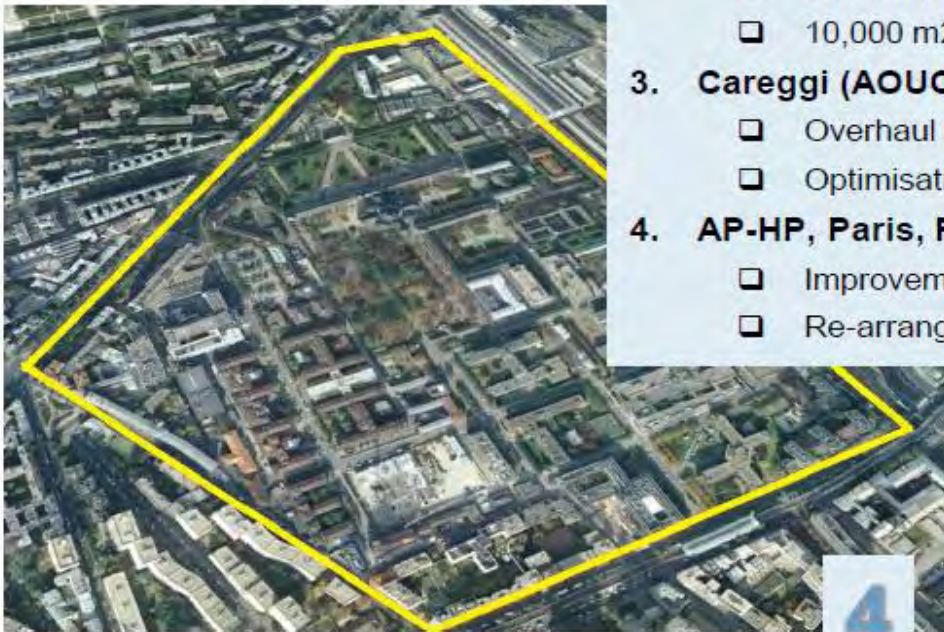 ❑ 10,000 m2
3. Careggi (AOUC
❑ Overhaul
❑ Optimisat
4. AP-HP, Paris, F
❑ Improvem
❑ Re-arrang
4